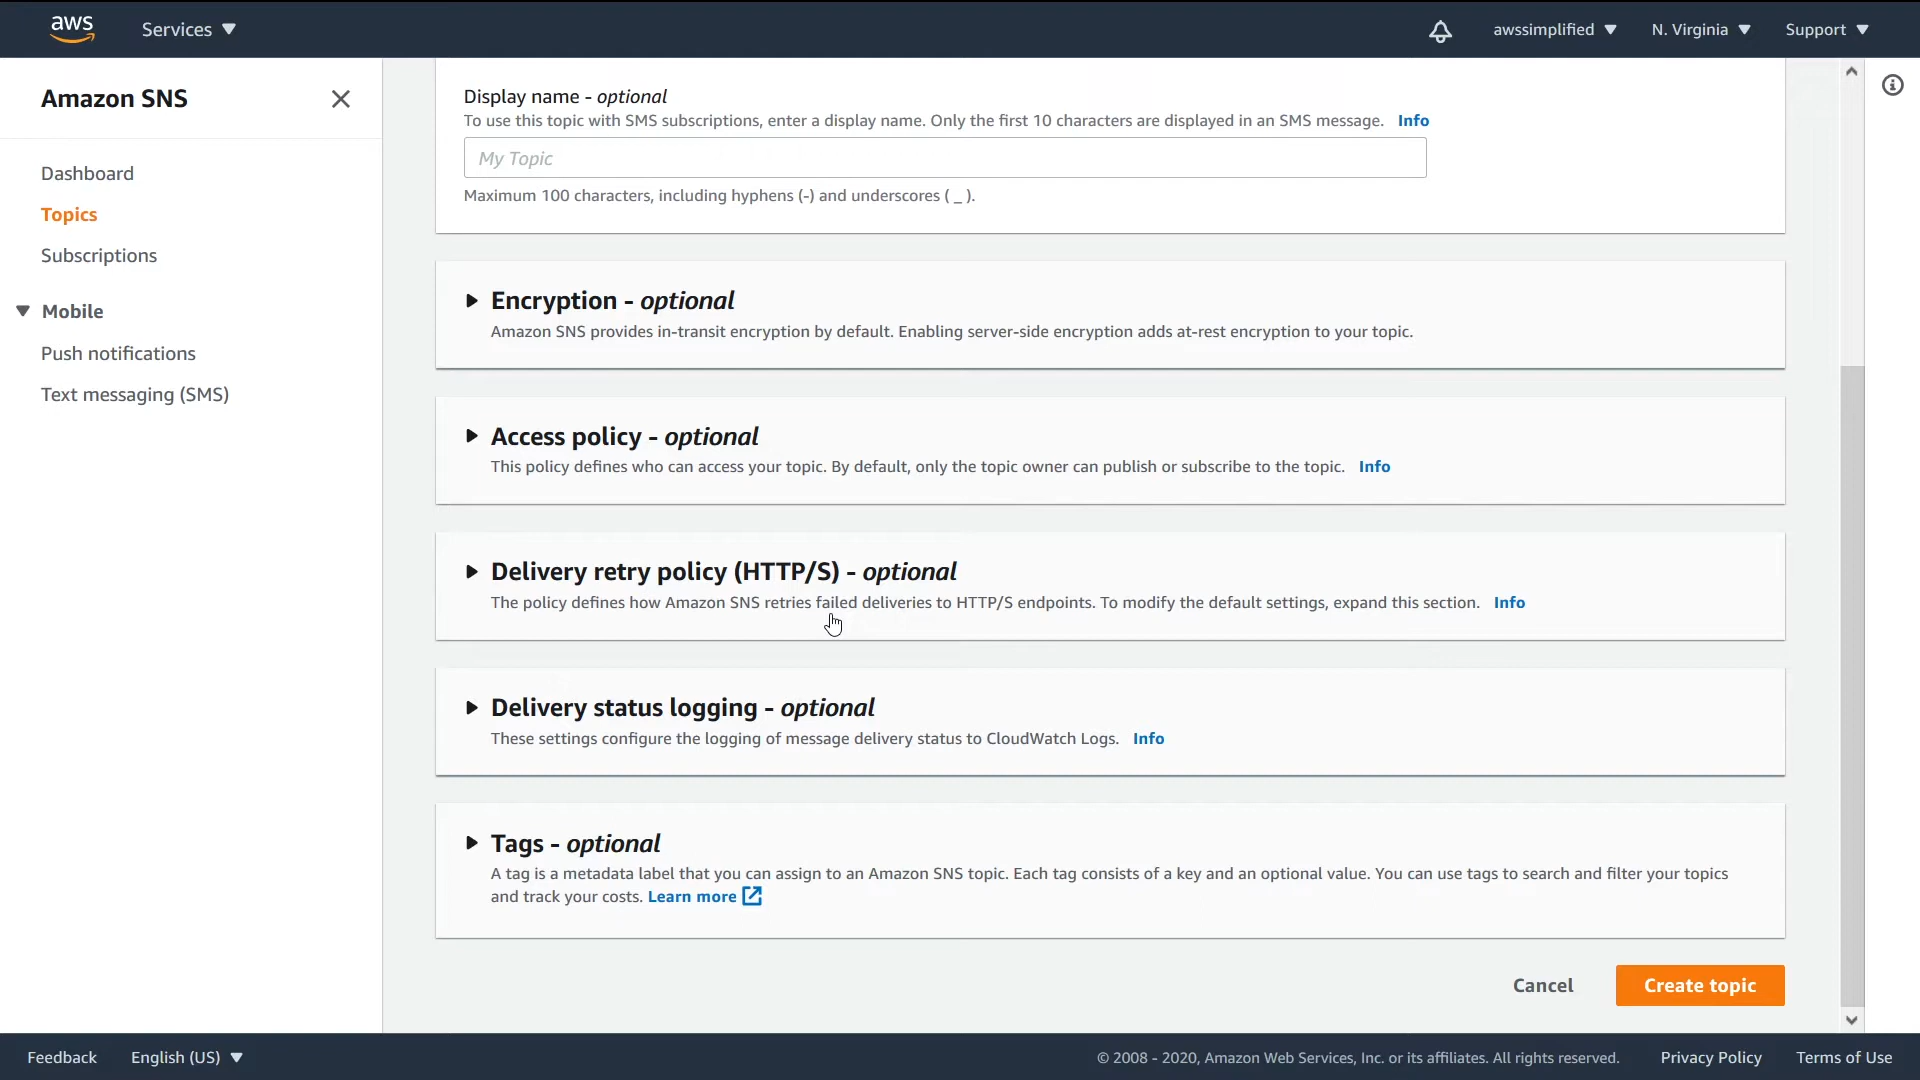 aws
Services
awssimplified
N. Virginia
Support
Amazon SNS
Dashboard
Topics
Subscriptions
Mobile
Push notifications
Text messaging (SMS)
Display name - optional
To use this topic with SMS subscriptions, enter a display name. Only the first 10 characters are displayed in an SMS message. Info
My Topic
Maximum 100 characters, including hyphens (-) and underscores ( _ ).
Encryption - optional
Amazon SNS provides in-transit encryption by default. Enabling server-side encryption adds at-rest encryption to your topic.
Access policy - optional
This policy defines who can access your topic. By default, only the topic owner can publish or subscribe to the topic. Info
Delivery retry policy (HTTP/S) - optional
The policy defines how Amazon SNS retries failed deliveries to HTTP/S endpoints. To modify the default settings, expand this section. Info
Delivery status logging - optional
These settings configure the logging of message delivery status to CloudWatch Logs. Info
Tags - optional
A tag is a metadata label that you can assign to an Amazon SNS topic. Each tag consists of a key and an optional value. You can use tags to search and filter your topics
and track your costs. Learn more
Cancel
Create topic
Feedback
English (US)
© 2008 - 2020, Amazon Web Services, Inc. or its affiliates. All rights reserved.
Privacy Policy
Terms of Use